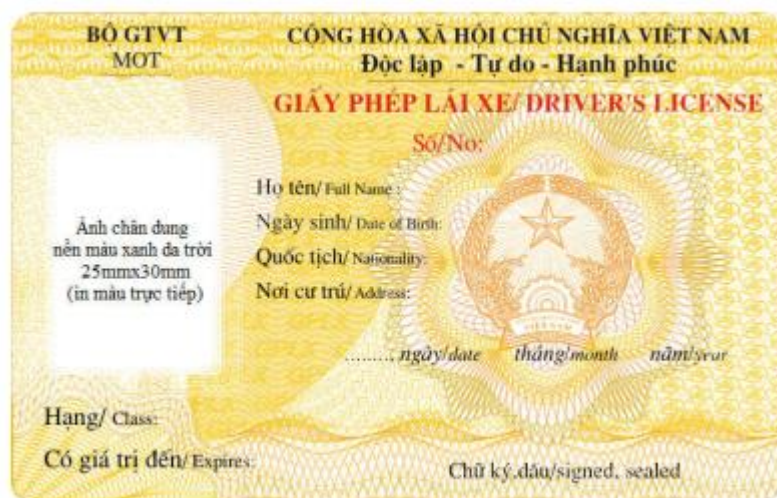 BỘ GTVT
MOT
CỘNG HÒA XÃ HỘI CHỦ NGHĨA VIỆT NAM
Độc lập - Tự do - Hạnh phúc
GIẤY PHÉP LÁI XE/ DRIVER'S LICENSE
Số/No:
Ảnh chân dung
nền màu xanh da trời
25mmx30mm
(in màu trực tiếp)
Họ tên/ Full Name :
Ngày sinh/ Date of Birth:
Quốc tịch/ Nationality:
Nơi cư trú/ Address:
VIỆT NAM
........, ngày/date tháng/month năm/year
Hạng/ Class:
Có giá trị đến/ Expires:
Chữ ký,dấu/signed, sealed